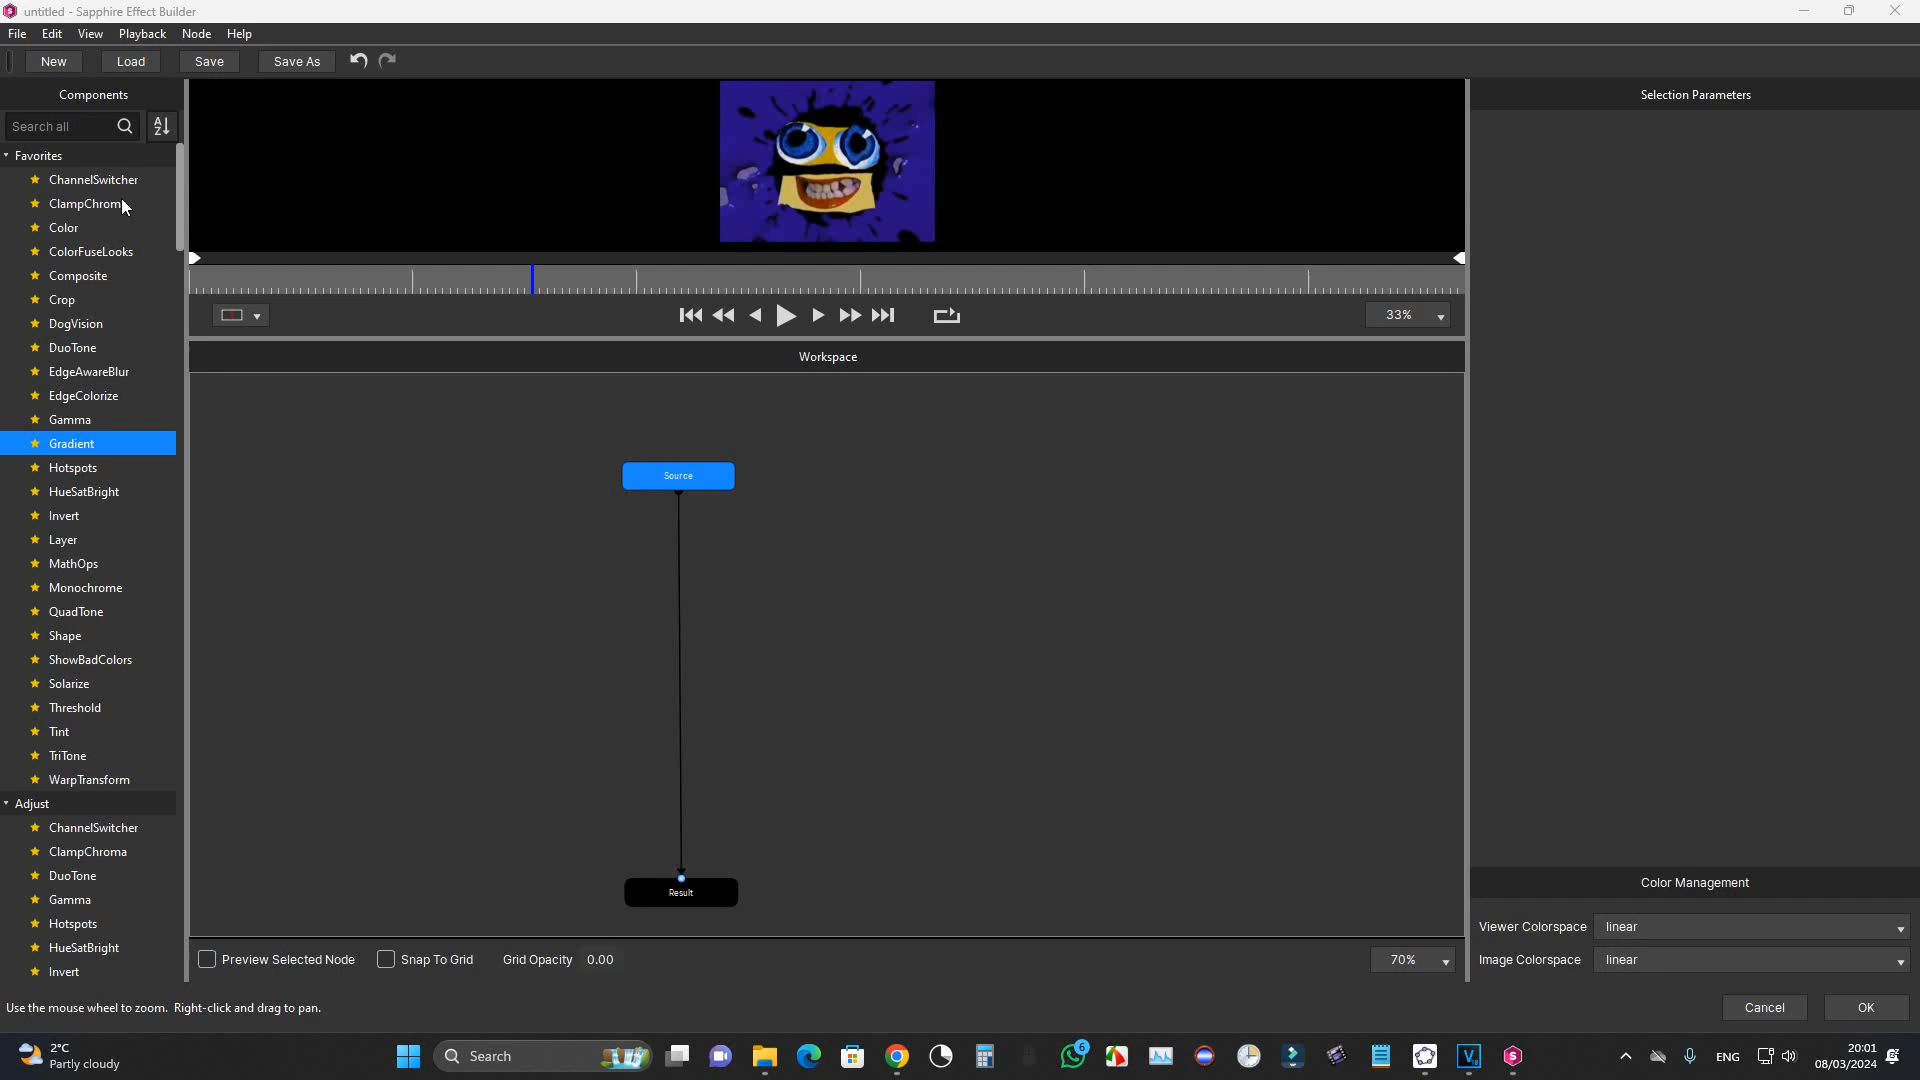 untitled - Sapphire Effect Builder
File Edit View Playback Node Help
New Load Save Save As
Components
Search all
Favorites
ChannelSwitcher
ClampChrom
Color
ColorFuseLooks
Composite
Crop
DogVision
DuoTone
EdgeAwareBlur
EdgeColorize
Gamma
Gradient
Hotspots
HueSatBright
Invert
Layer
MathOps
Monochrome
QuadTone
Shape
ShowBadColors
Solarize
Threshold
Tint
TriTone
WarpTransform
Adjust
ChannelSwitcher
ClampChroma
DuoTone
Gamma
Hotspots
HueSatBright
Invert
33%
Workspace
Source
Result
Preview Selected Node Snap To Grid Grid Opacity 0.00 70%
Selection Parameters
Color Management
Viewer Colorspace linear
Image Colorspace linear
Use the mouse wheel to zoom. Right-click and drag to pan.
Cancel OK
2°C
Partly cloudy
Search
6
ENG
20:01
08/03/2024